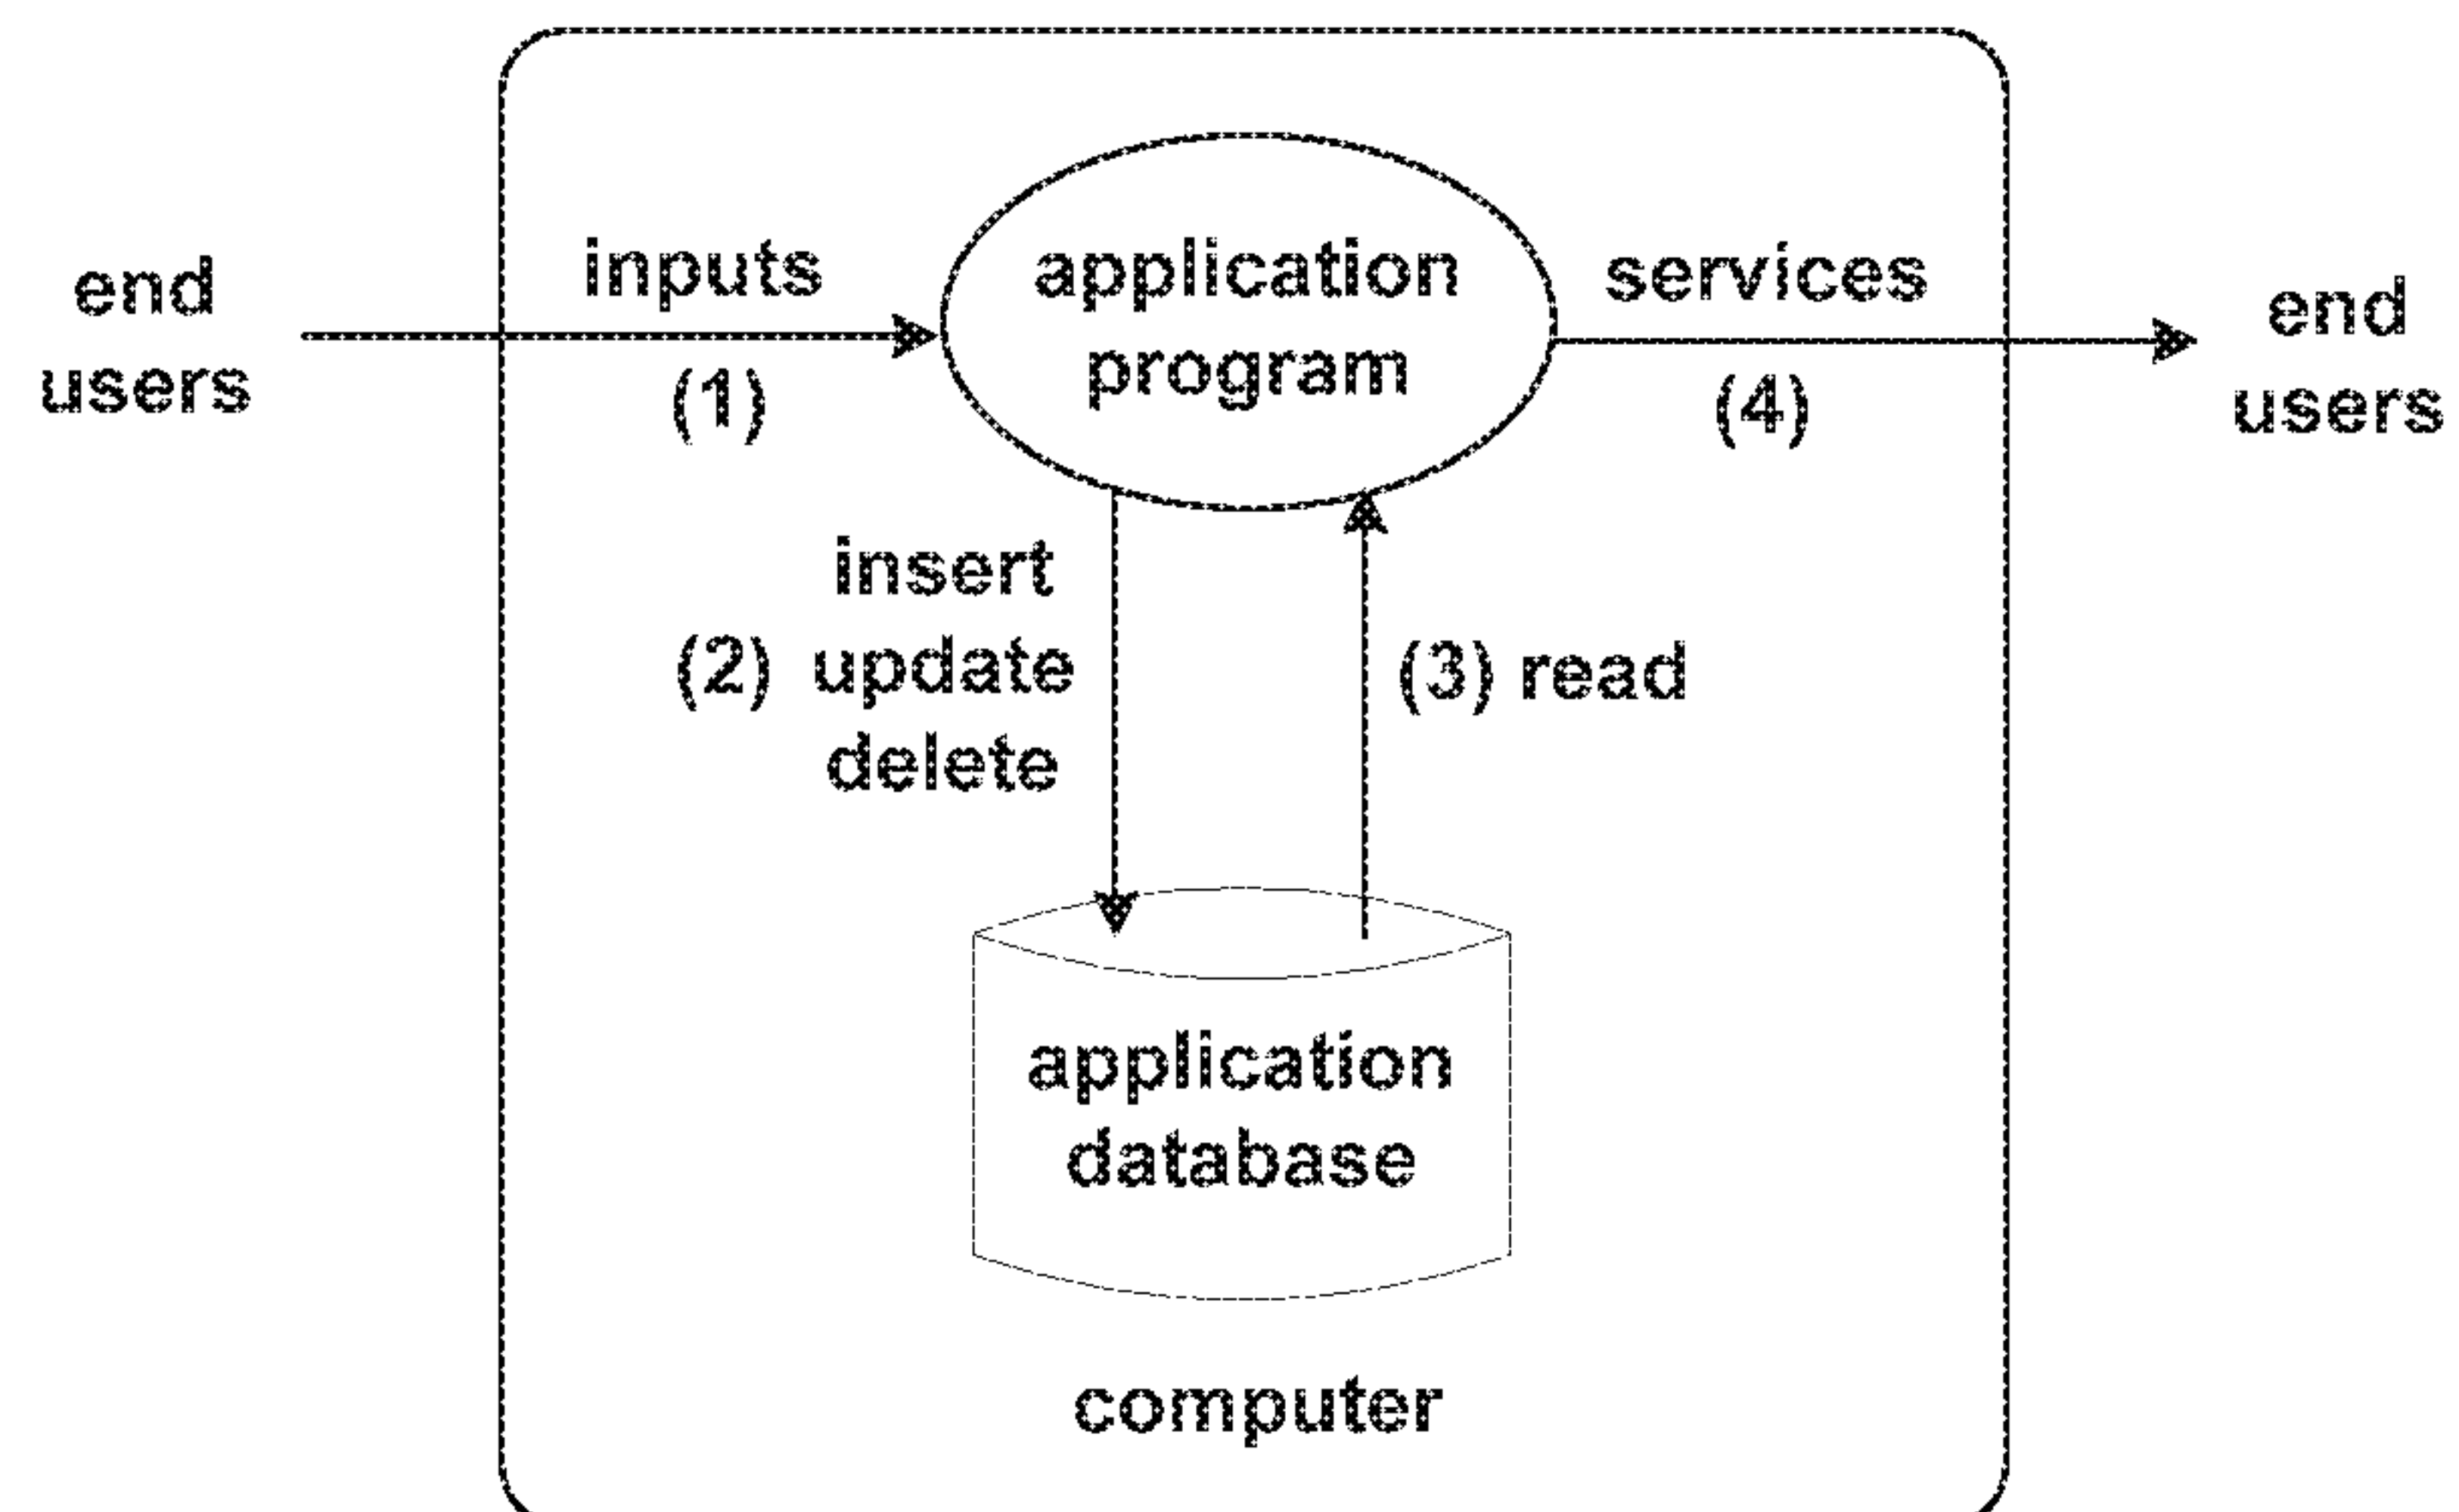 end
users
inputs
(1)
application
program
services
(4)
end
users
insert
(2) update
delete
(3) read
application
database
computer